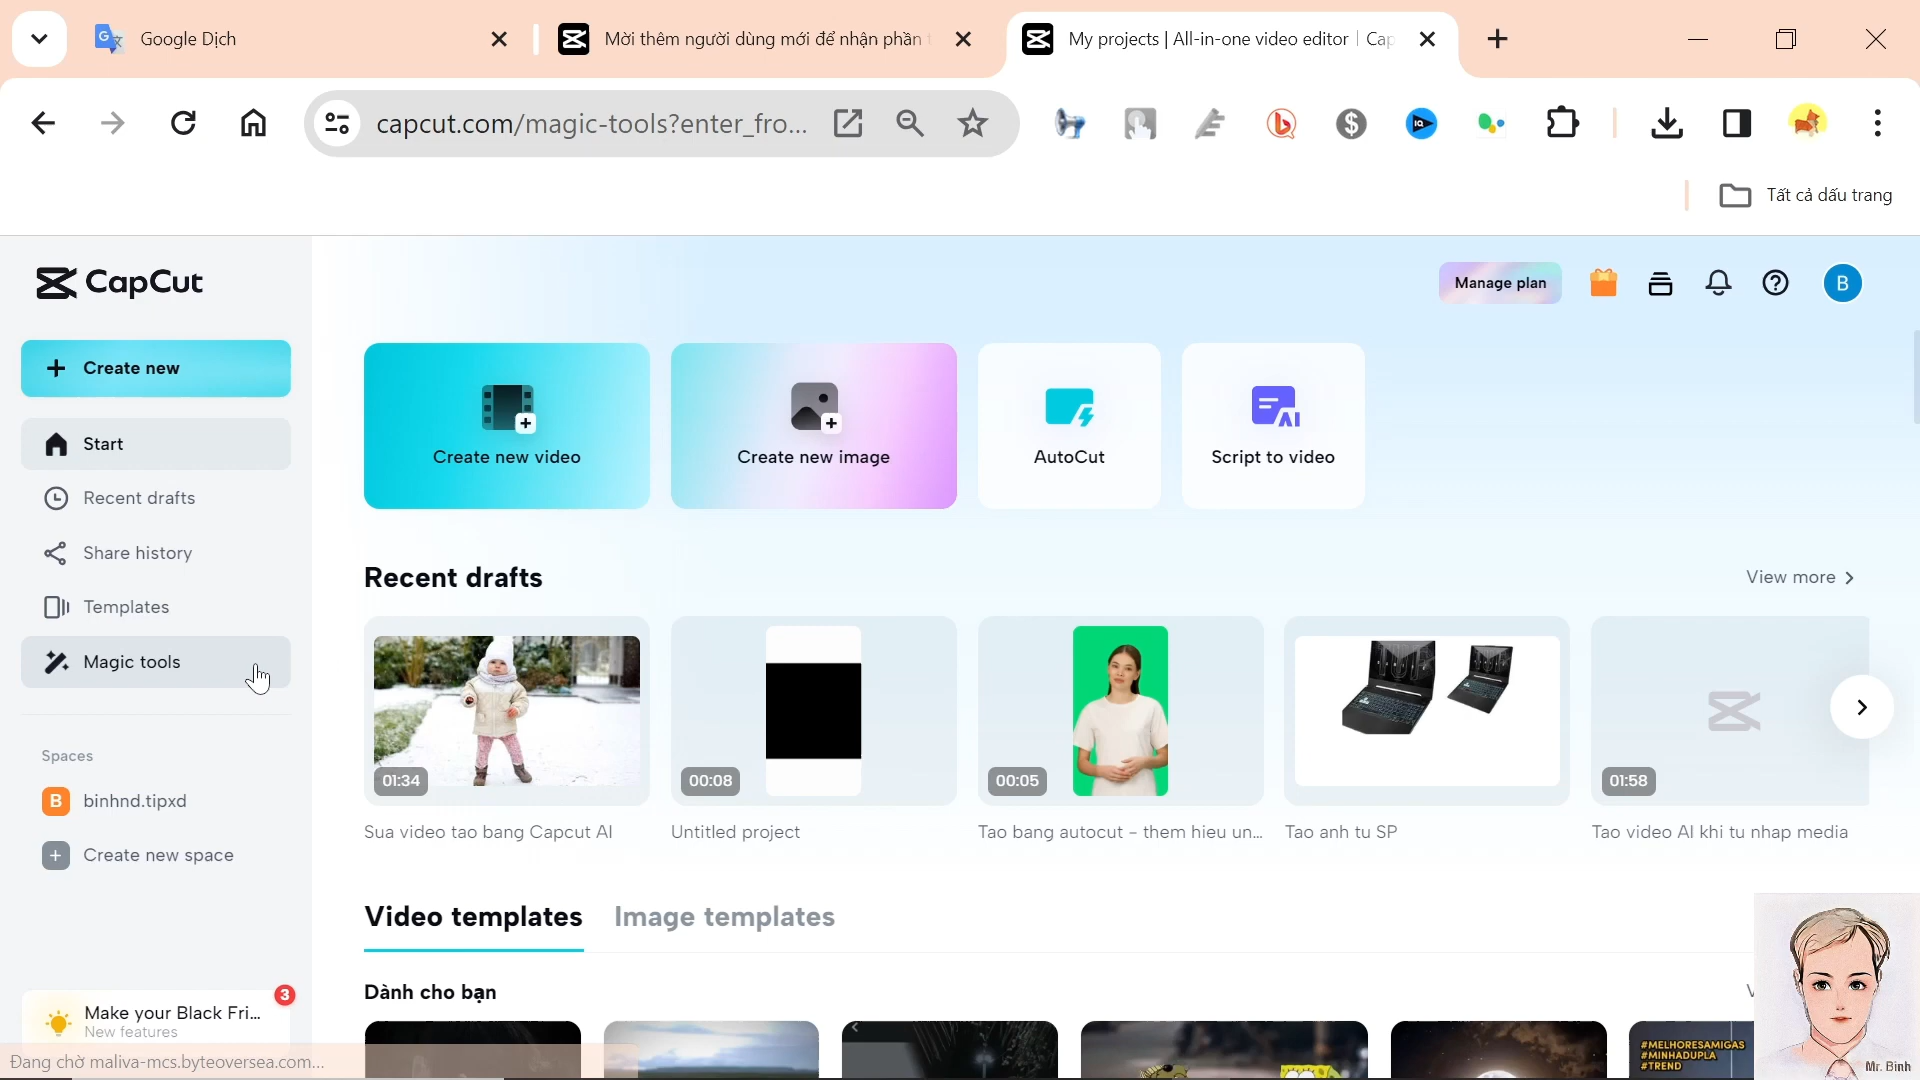 Google Dịch
Mời thêm người dùng mới để nhận phần
My projects | All-in-one video editor | Cap
capcut.com/magic-tools?enter_fro...
Tất cả dấu trang
CapCut
Manage plan
B
Create new
Start
Recent drafts
Share history
Templates
Magic tools
Spaces
B binhnd.tipxd
Create new space
Make your Black Fri...
New features
3
Create new video
Create new image
AutoCut
Script to video
Recent drafts
View more
01:34
00:08
00:05
01:58
Sua video tao bang Capcut AI
Untitled project
Tao bang autocut - them hieu un...
Tao anh tu SP
Tao video AI khi tu nhap media
Video templates
Image templates
Dành cho bạn
#MELHORESAMIGAS
#MINHADUPLA
#TREND
Mr. Binh
Đang chờ maliva-mcs.byteoversea.com...